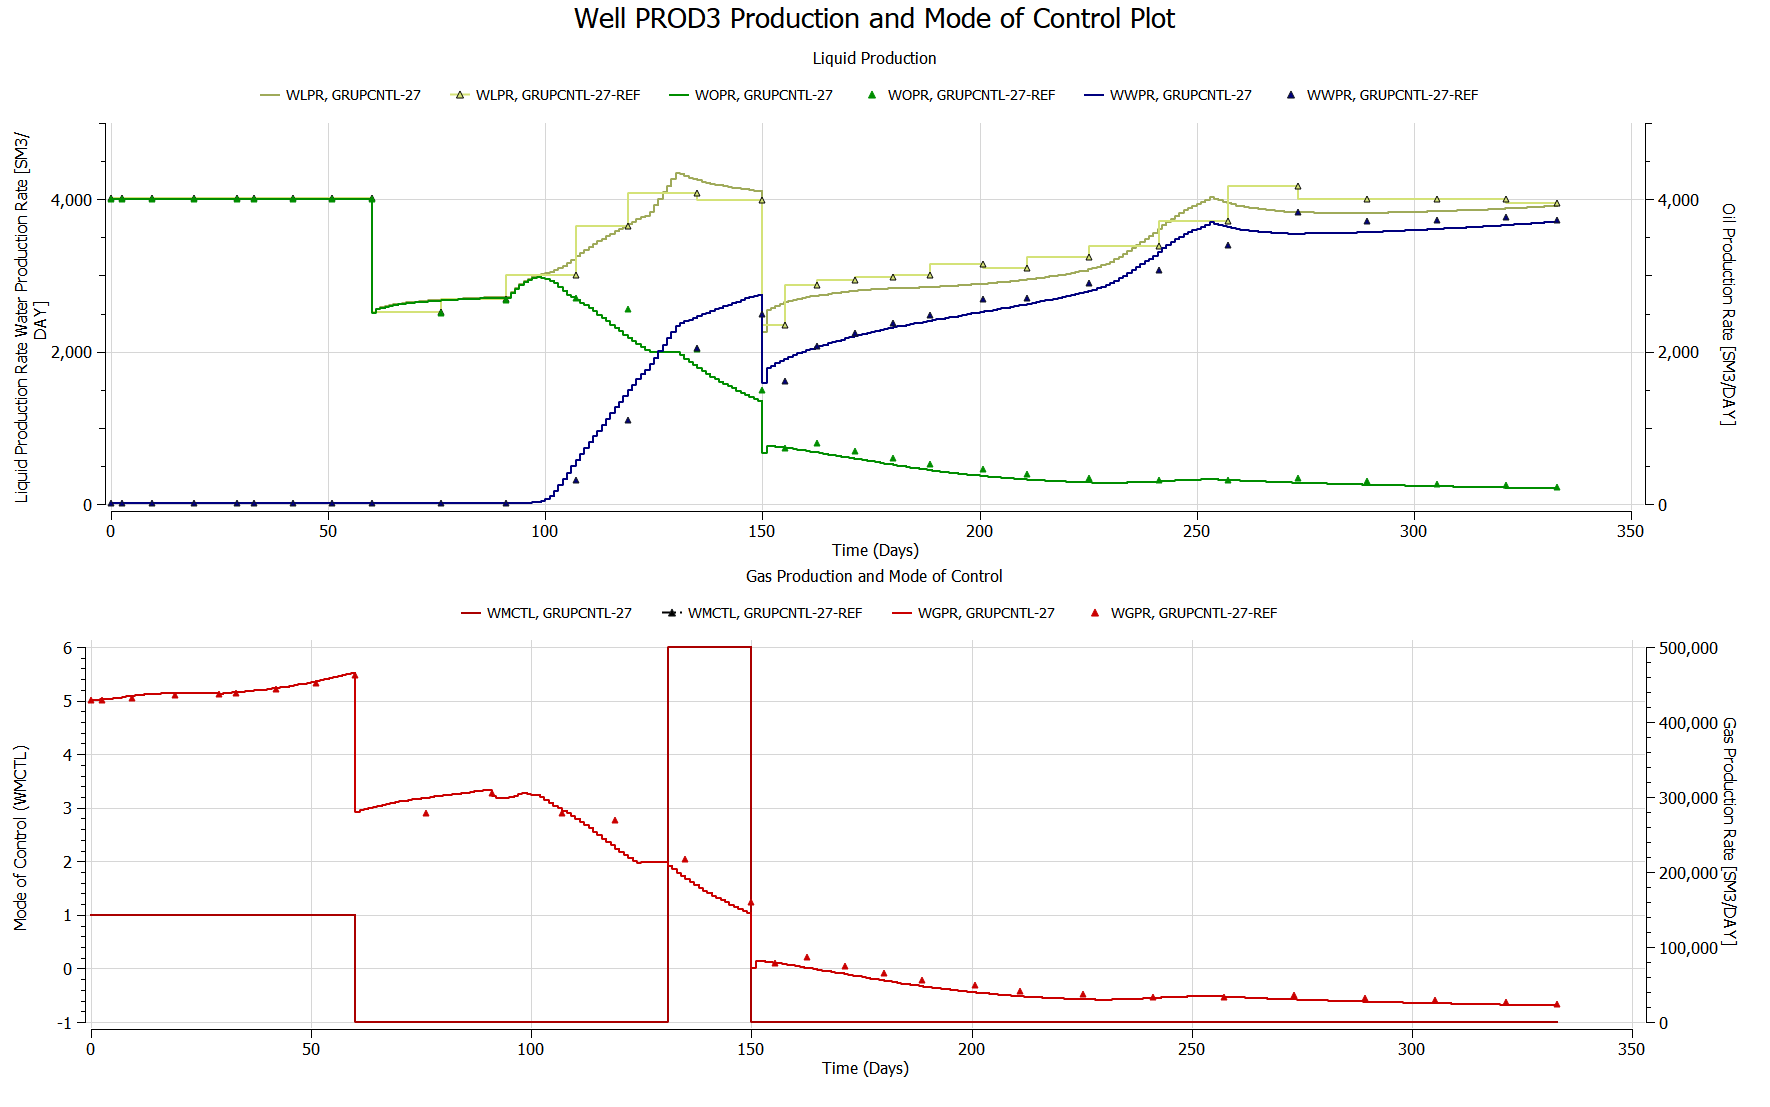 Well PROD3 Production and Mode of Control Plot
Liquid Production
WLPR, GRUPCNTL-27 WLPR, GRUPCNTL-27-REF WOPR, GRUPCNTL-27 WOPR, GRUPCNTL-27-REF WWPR, GRUPCNTL-27 WWPR, GRUPCNTL-27-REF
Liquid Production Rate Water Production Rate [SM3/
DAY]
4,000
2,000
0
4,000
2,000
0
Oil Production Rate [SM3/DAY]
0 50 100 150 200 250 300 350
Time (Days)
Gas Production and Mode of Control
WMCTL, GRUPCNTL-27 WMCTL, GRUPCNTL-27-REF WGPR, GRUPCNTL-27 WGPR, GRUPCNTL-27-REF
Mode of Control (WMCTL)
6
5
4
3
2
1
0
-1
500,000
400,000
300,000
200,000
100,000
0
Gas Production Rate [SM3/DAY]
0 50 100 150 200 250 300 350
Time (Days)